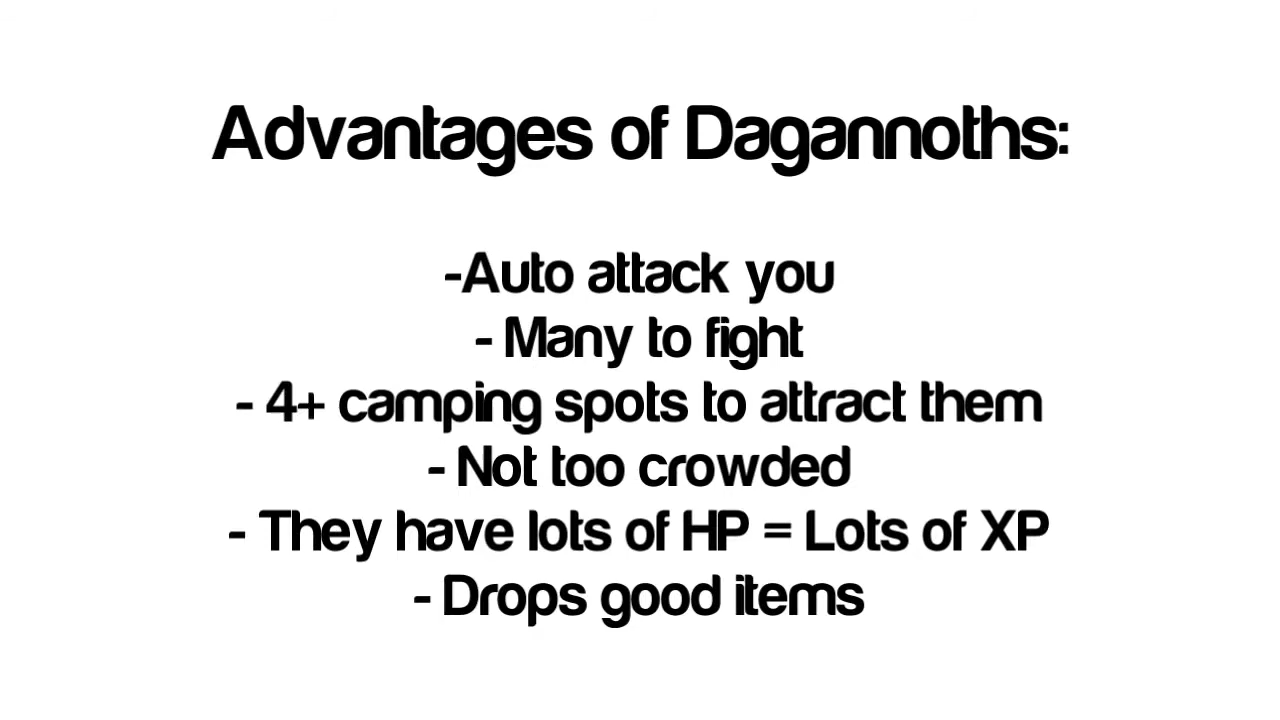 Advantages of Dagannoths:
-Auto attack you
- Many to fight
- 4+ camping spots to attract them
- Not too crowded
- They have lots of HP = Lots of XP
- Drops good items